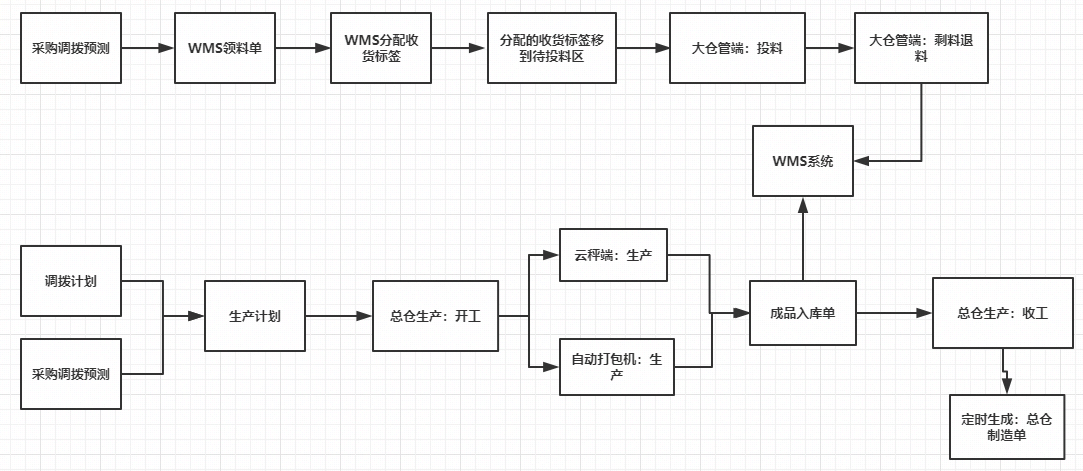 采购调拨预测
WMS领料单
WMS分配收
货标签
分配的收货标签移
到待投料区
大仓管端：投料
大仓管端：剩料退
料
WMS系统
调拨计划
采购调拨预测
生产计划
总仓生产：开工
云秤端：生产
自动打包机：生
产
成品入库单
总仓生产：收工
定时生成：总仓
制造单